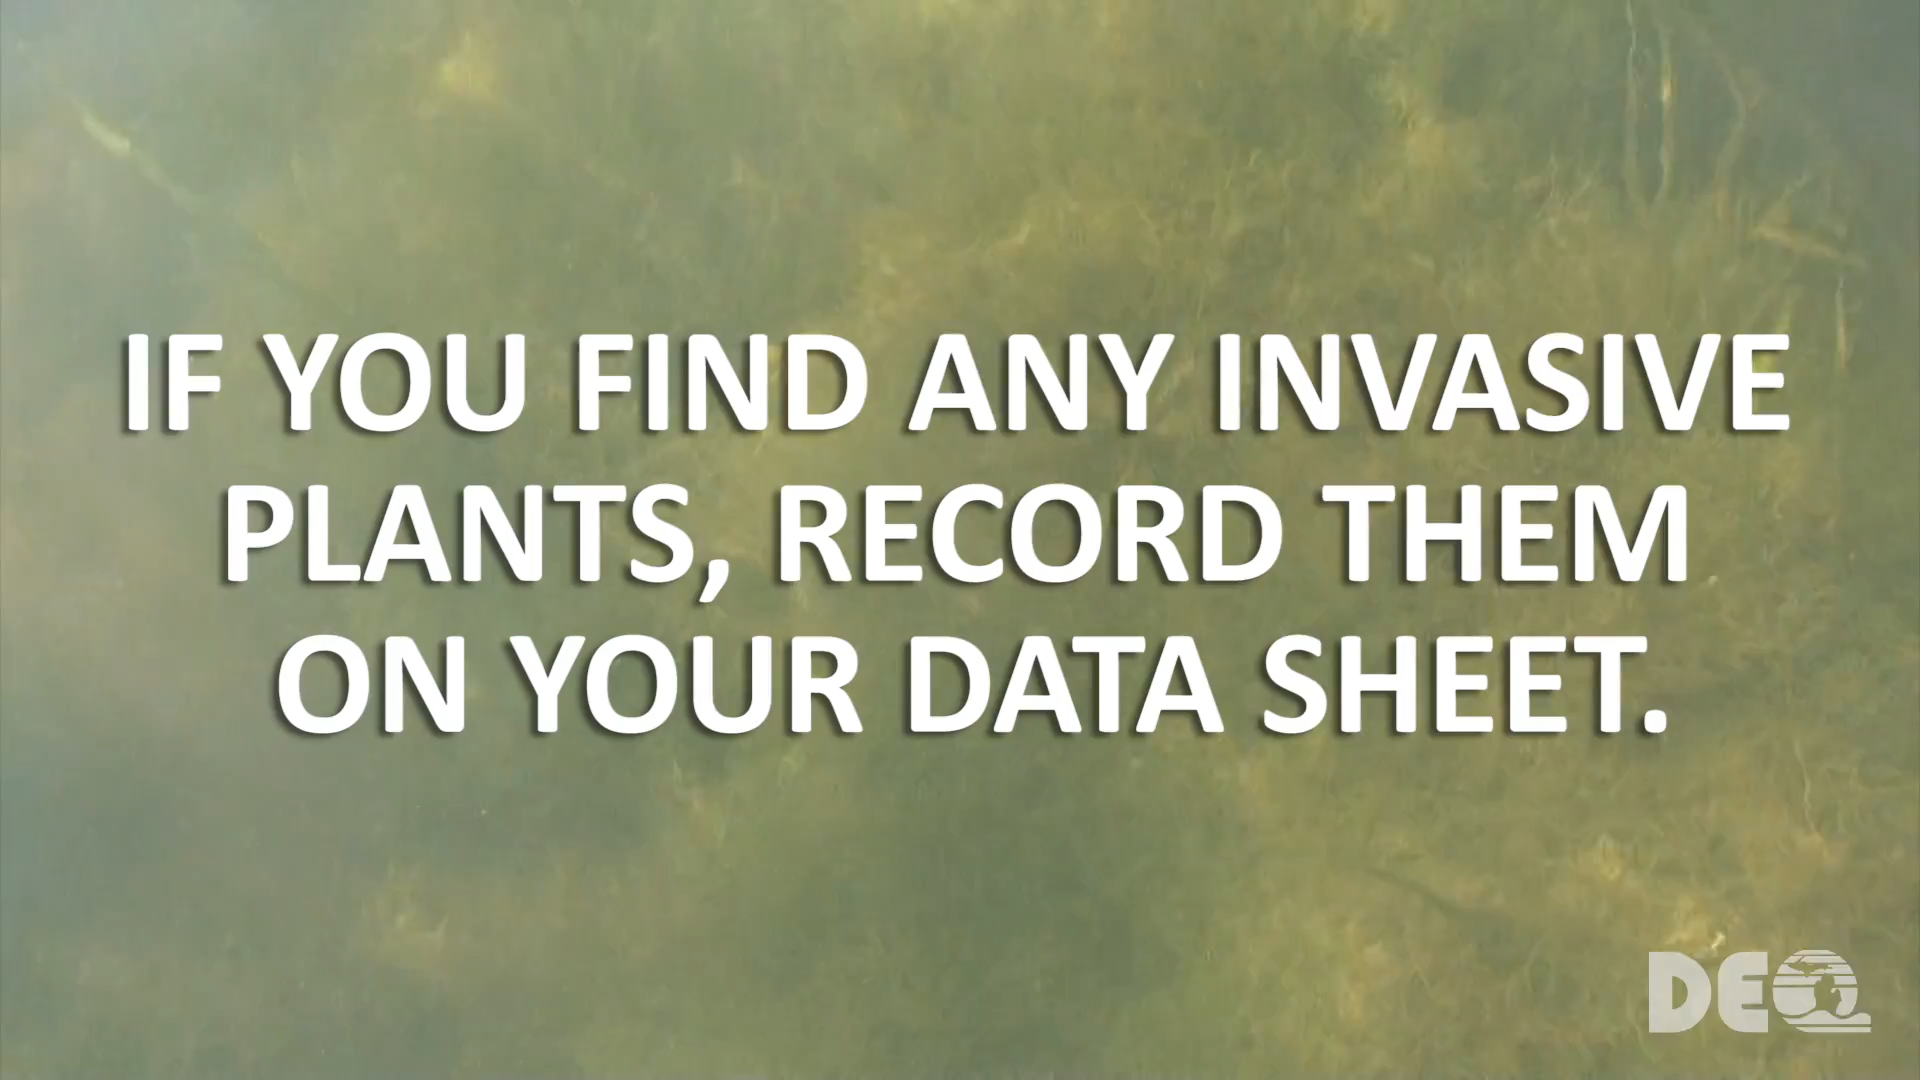 IF YOU FIND ANY INVASIVE
PLANTS, RECORD THEM
ON YOUR DATA SHEET.
DEQ